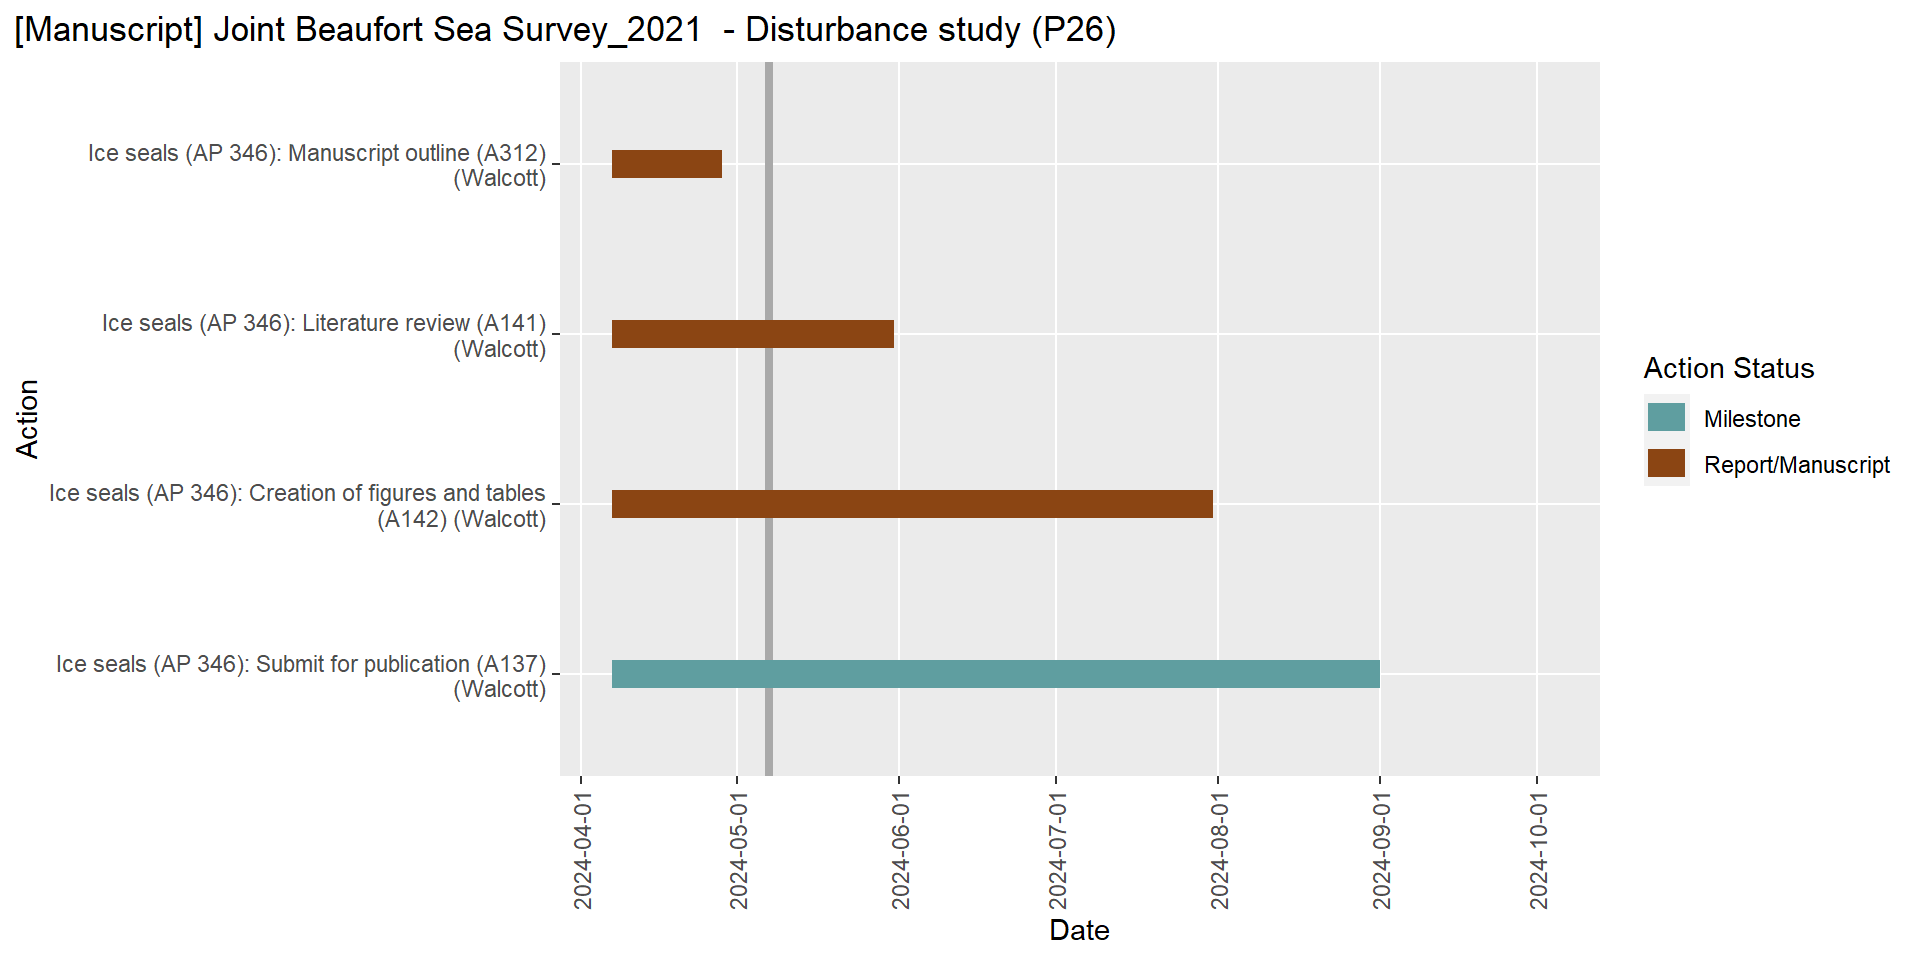 [Manuscript] Joint Beaufort Sea Survey_2021  - Disturbance study (P26)
Action
Ice seals (AP 346): Manuscript outline (A312)
(Walcott)
Ice seals (AP 346): Literature review (A141)
(Walcott)
Ice seals (AP 346): Creation of figures and tables
(A142) (Walcott)
Ice seals (AP 346): Submit for publication (A137)
(Walcott)
2024-04-01
2024-05-01
2024-06-01
2024-07-01
2024-08-01
2024-09-01
2024-10-01
Date
Action Status
Milestone
Report/Manuscript